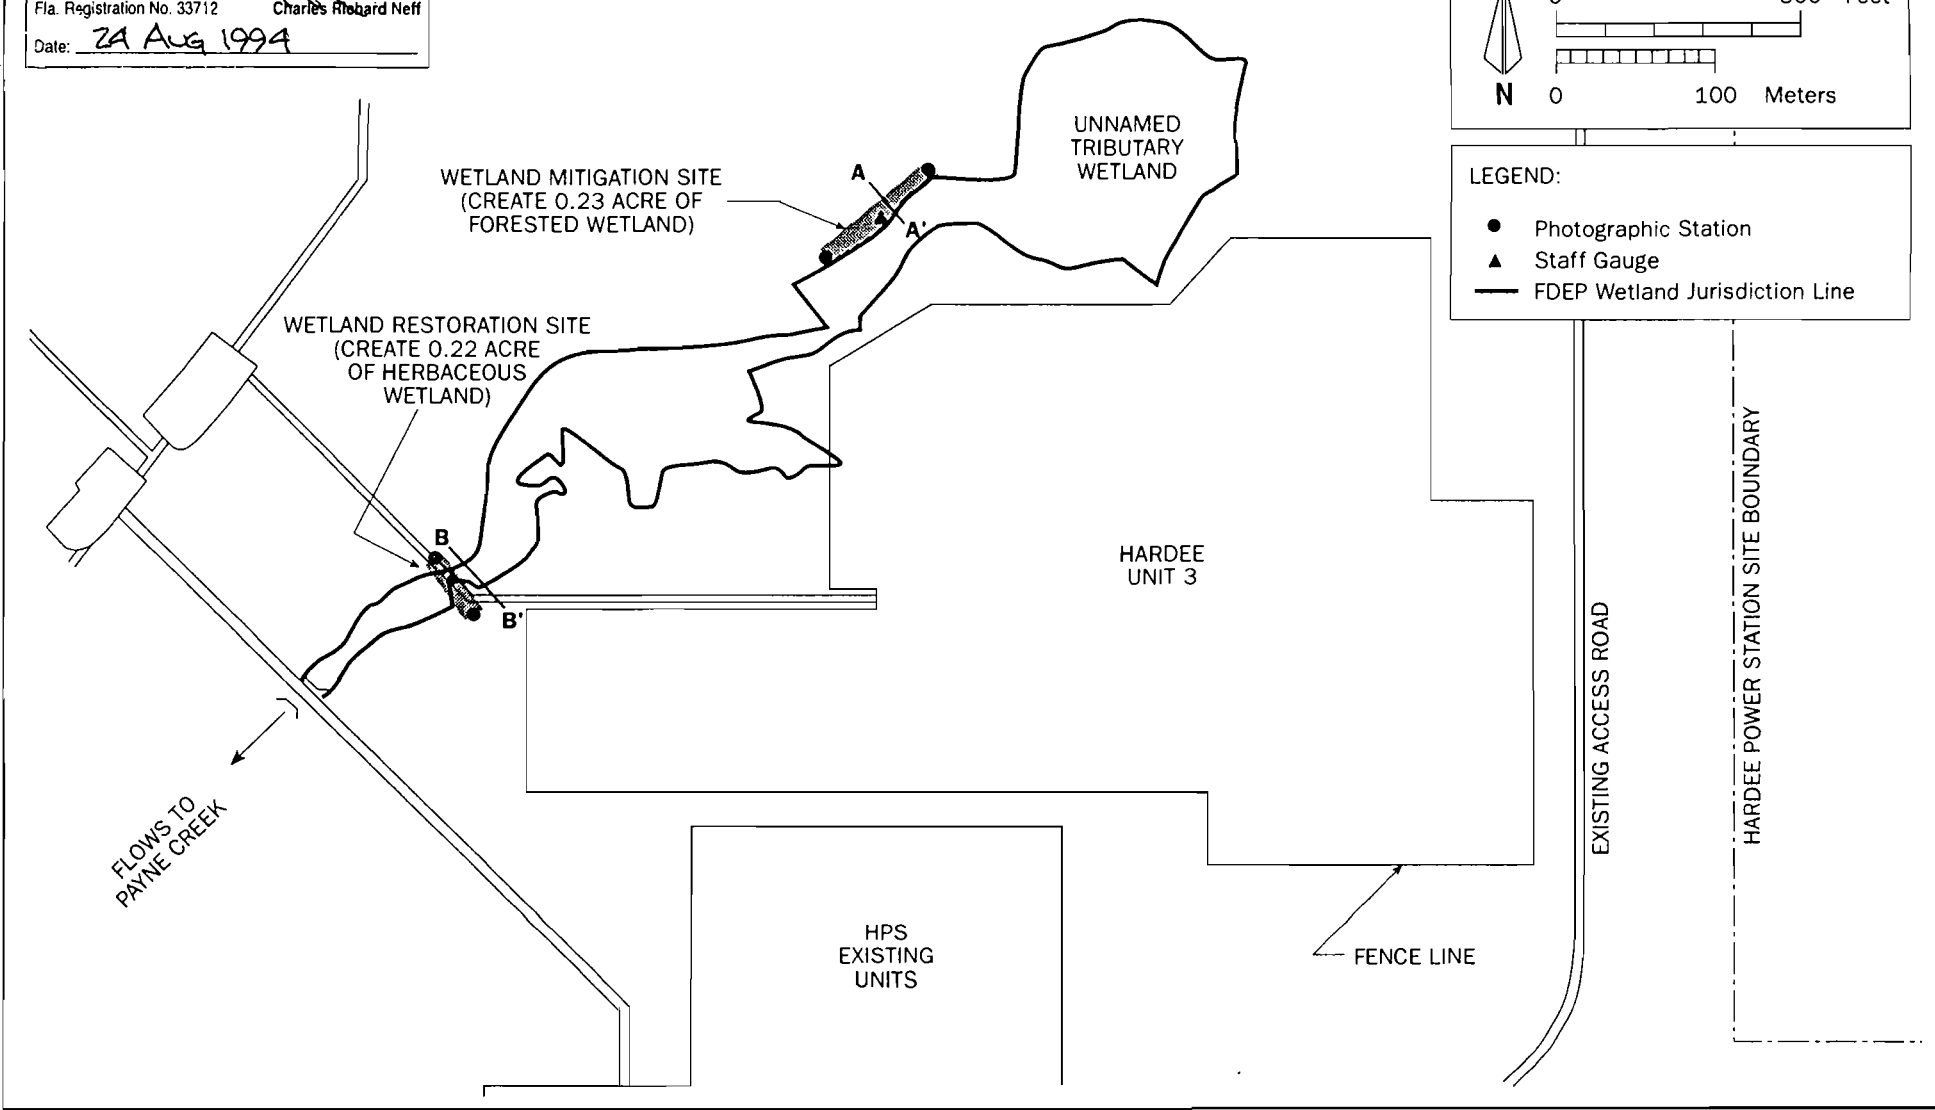 Fla. Registration No. 33712 Charles Richard Neff
Date: 24 Aug 1994
0 Feet
N 0 100 Meters
LEGEND:
Photographic Station
Staff Gauge
FDEP Wetland Jurisdiction Line
UNNAMED
TRIBUTARY
WETLAND
WETLAND MITIGATION SITE
(CREATE 0.23 ACRE OF
FORESTED WETLAND)
A
A'
WETLAND RESTORATION SITE
(CREATE 0.22 ACRE
OF HERBACEOUS
WETLAND)
B
B'
HARDEE
UNIT 3
FLOWS TO
PAYNE CREEK
HPS
EXISTING
UNITS
FENCE LINE
EXISTING ACCESS ROAD
HARDEE POWER STATION SITE BOUNDARY